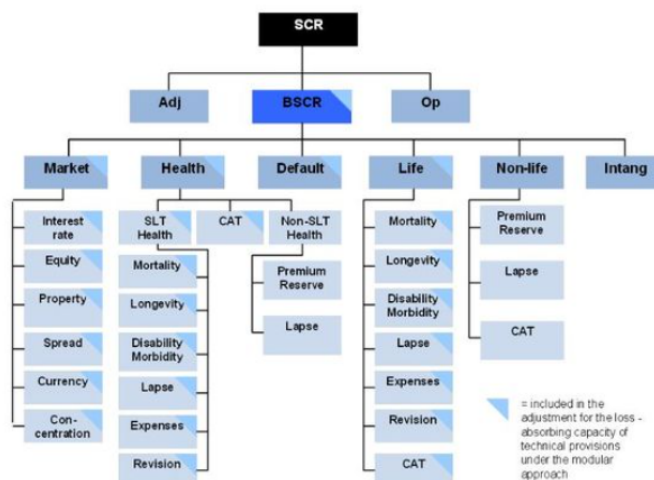 SCR
Adj
BSCR
Op
Market
Health
Default
Life
Non-life
Intang
Interest
rate
Equity
Property
Spread
Currency
Con-
centration
SLT
Health
CAT
Non-SLT
Health
Mortality
Longevity
Disability
Morbidity
Lapse
Expenses
Revision
Premium
Reserve
Lapse
Mortality
Longevity
Disability
Morbidity
Lapse
Expenses
Revision
CAT
Premium
Reserve
Lapse
CAT
= included in the
adjustment for the loss -
absorbing capacity of
technical provisions
under the modular
approach